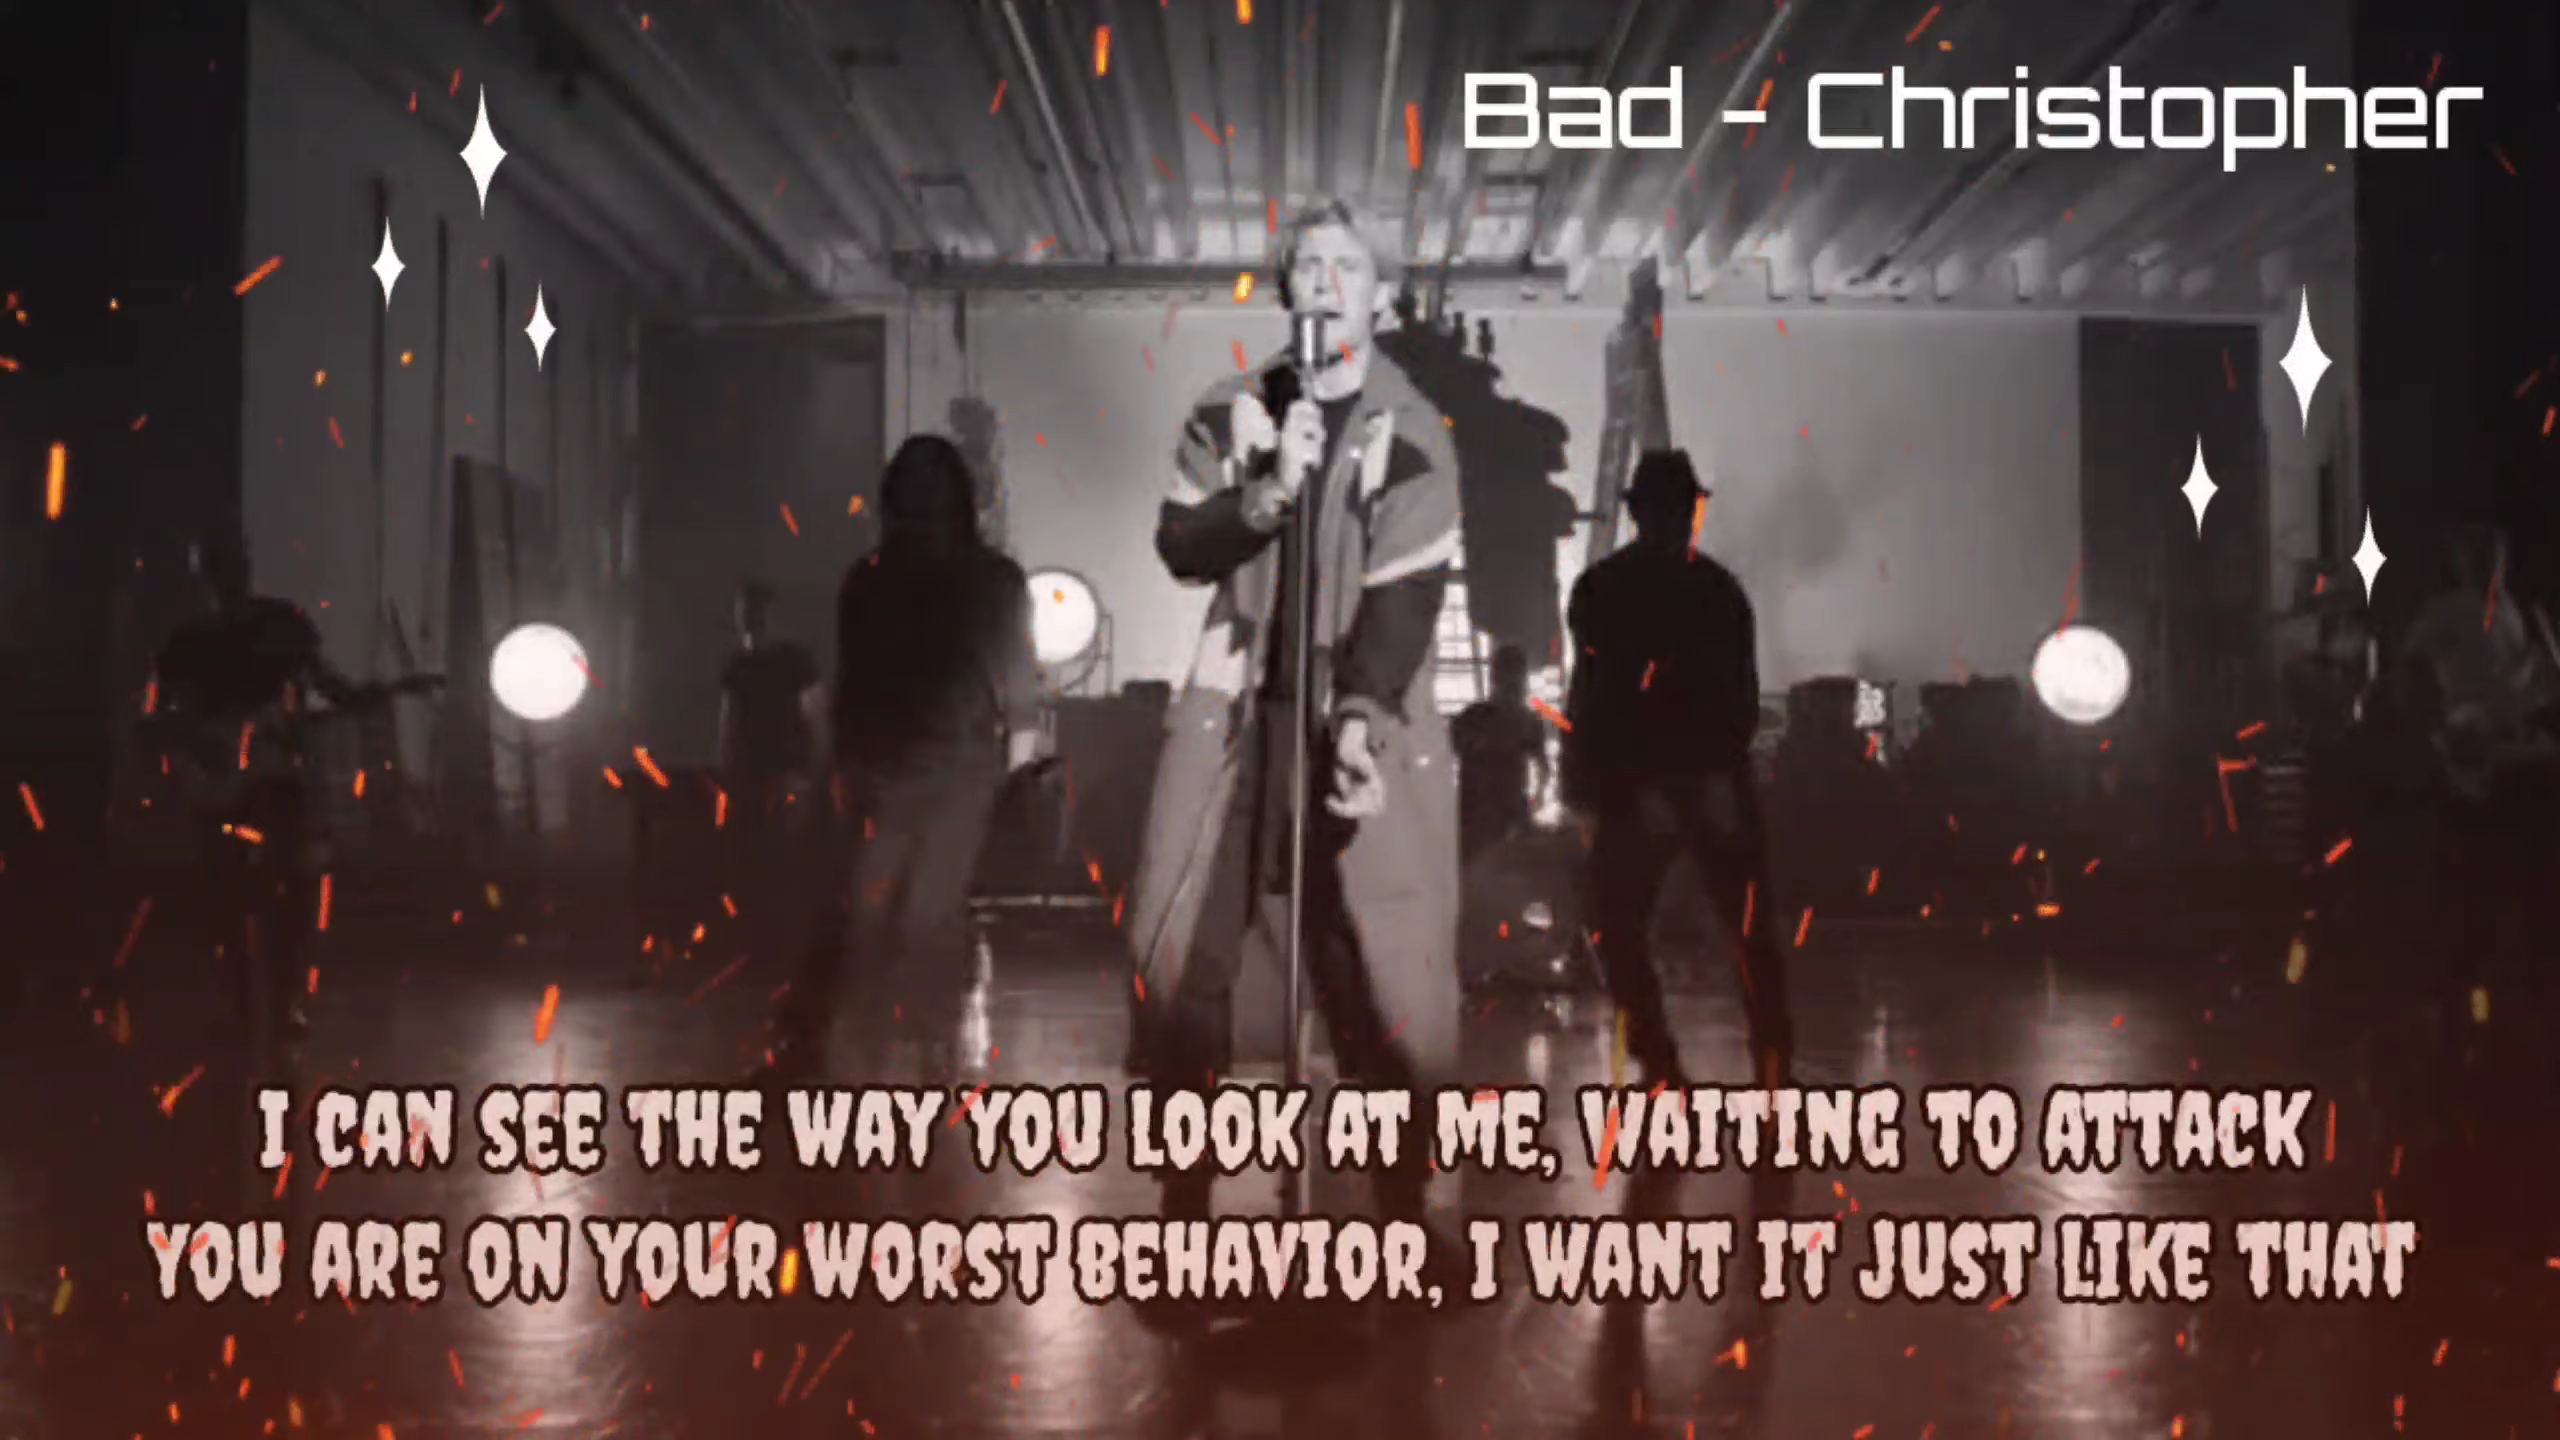 Bad - Christopher
I CAN SEE THE WAY YOU LOOK AT ME, WAITING TO ATTACK
YOU ARE ON YOUR WORST BEHAVIOR, I WANT IT JUST LIKE THAT